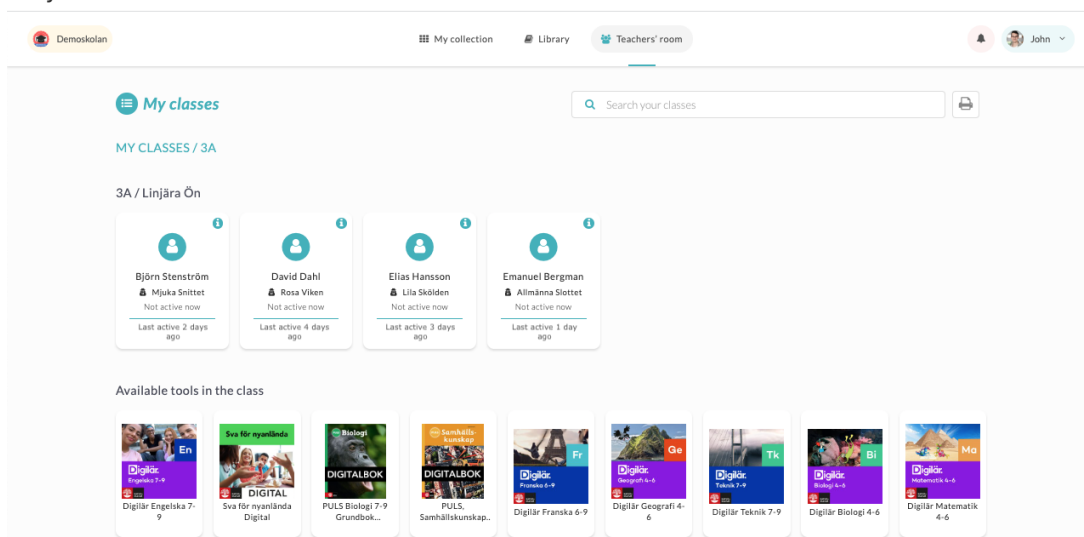 Demoskolan
My collection
Library
Teachers' room
John
My classes
Search your classes
MY CLASSES / 3A
3A / Linjära Ön
Björn Stenström
Mjuka Snittet
Not active now
Last active 2 days
ago
David Dahl
Rosa Viken
Not active now
Last active 4 days
ago
Elias Hansson
Lila Skölden
Not active now
Last active 3 days
ago
Emanuel Bergman
Allmänna Slottet
Not active now
Last active 1 day
ago
Available tools in the class
En
Digilär.
Engelska 7-9
Digilär Engelska 7-
9
Sva för nyanlända
DIGITAL
Sva för nyanlända
Digital
Biologi
DIGITALBOK
PULS Biologi 7-9
Grundbok...
Samhälls-
kunskap
DIGITALBOK
PULS,
Samhällskunskap..
Fr
Digilär.
Franska 6-9
Digilär Franska 6-9
Ge
Digilär.
Geografi 4-6
Digilär Geografi 4-
6
Tk
Digilär.
Teknik 7-9
Digilär Teknik 7-9
Bi
Digilär.
Biologi 4-6
Digilär Biologi 4-6
Ma
Digilär.
Matematik 4-6
Digilär Matematik
4-6